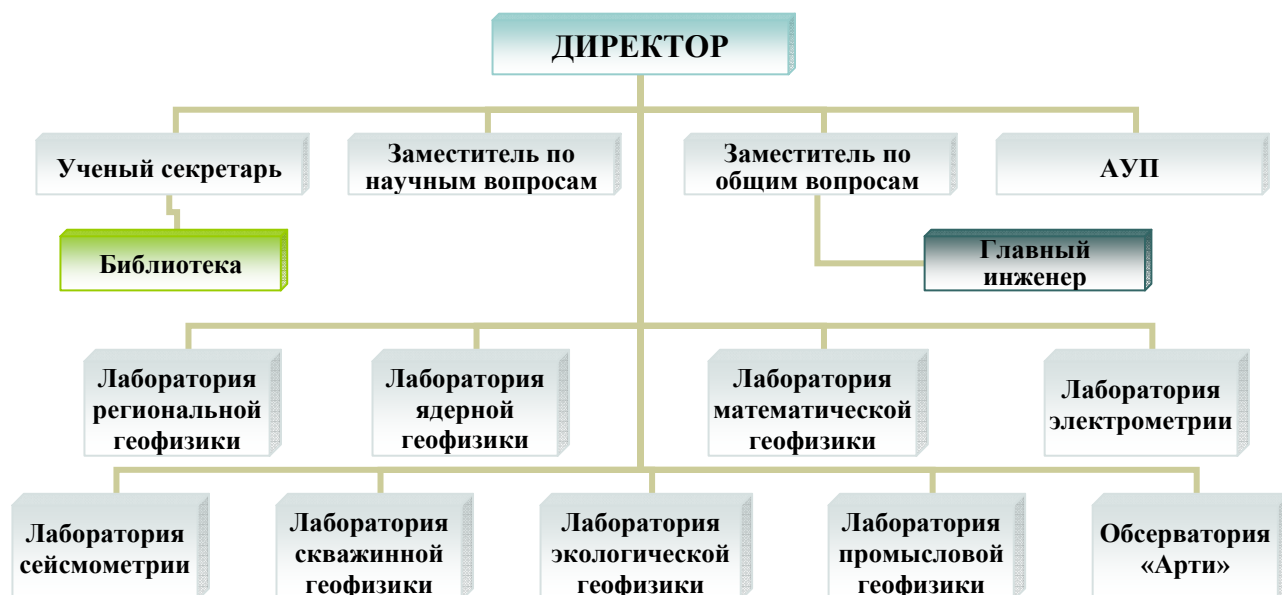 ДИРЕКТОР
Ученый секретарь
Заместитель по
научным вопросам
Заместитель по
общим вопросам
АУП
Библиотека
Главный
инженер
Лаборатория
региональной
геофизики
Лаборатория
ядерной
геофизики
Лаборатория
математической
геофизики
Лаборатория
электрометрии
Лаборатория
сейсмометрии
Лаборатория
скважинной
геофизики
Лаборатория
экологической
геофизики
Лаборатория
промысловой
геофизики
Обсерватория
«Арти»